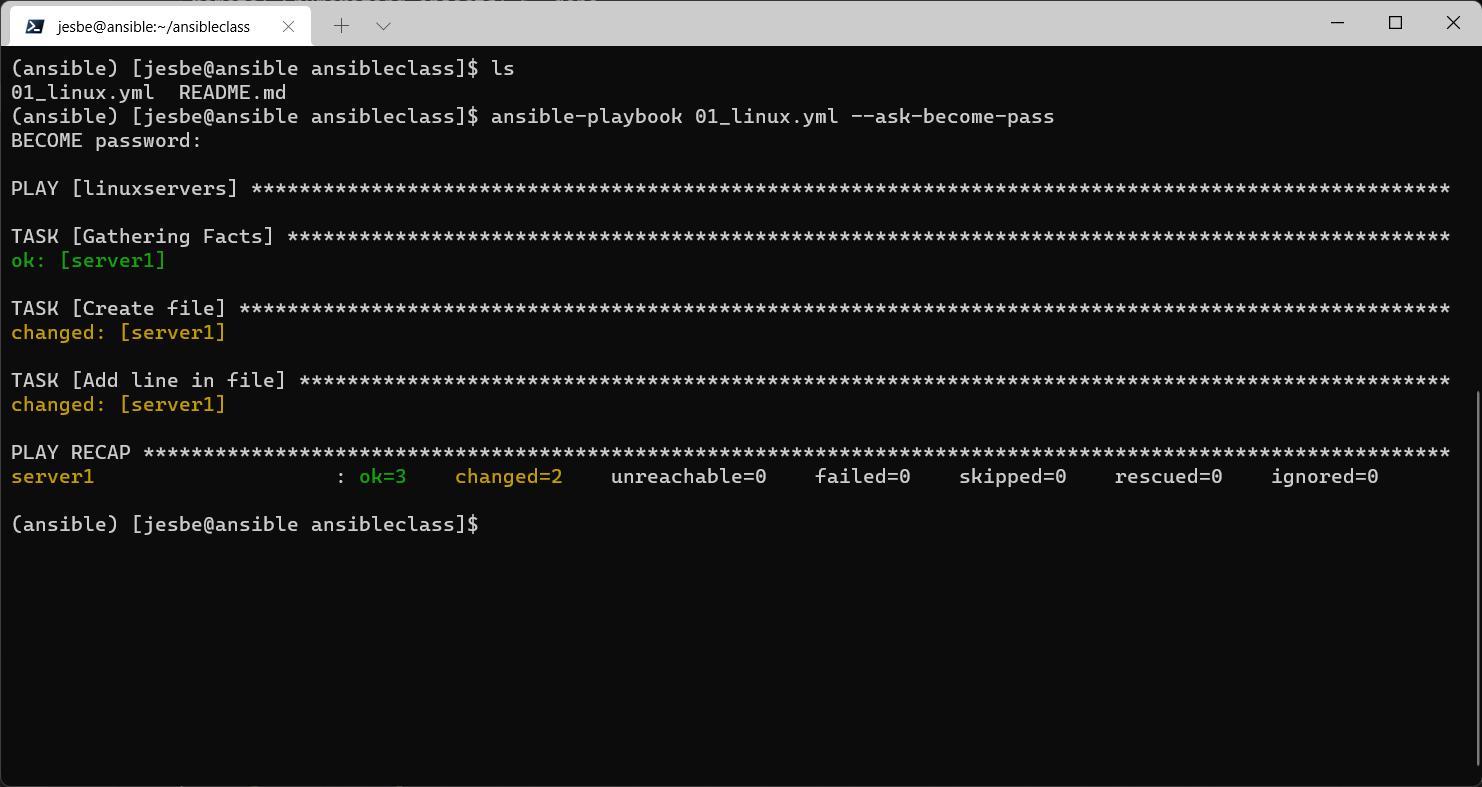 jesbe@ansible:~/ansibleclass
(ansible) [jesbe@ansible ansibleclass]$ ls
01_linux.yml  README.md
(ansible) [jesbe@ansible ansibleclass]$ ansible-playbook 01_linux.yml --ask-become-pass
BECOME password:
PLAY [linuxservers] ****************************************************************************************************
TASK [Gathering Facts] *************************************************************************************************
ok: [server1]
TASK [Create file] *****************************************************************************************************
changed: [server1]
TASK [Add line in file] ************************************************************************************************
changed: [server1]
PLAY RECAP *************************************************************************************************************
server1                    : ok=3    changed=2    unreachable=0    failed=0    skipped=0    rescued=0    ignored=0
(ansible) [jesbe@ansible ansibleclass]$